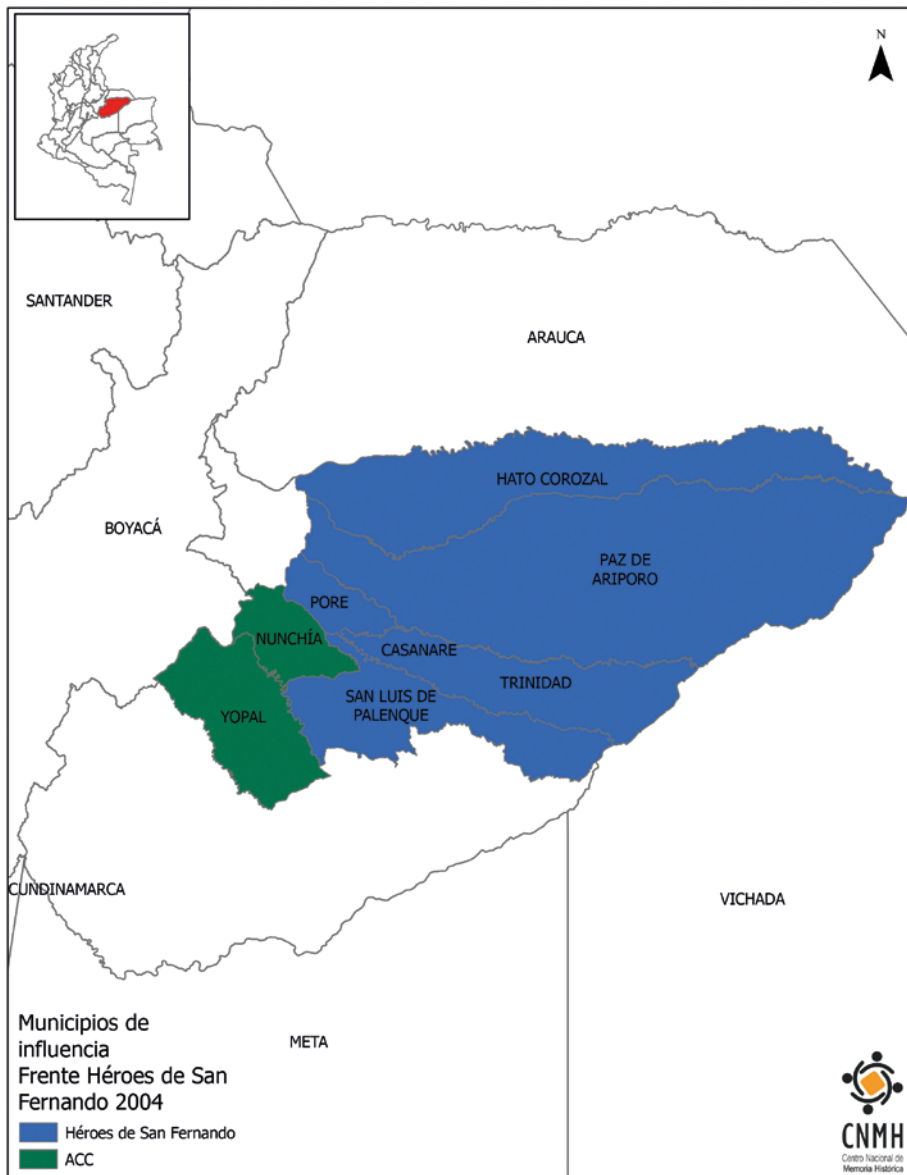 N
SANTANDER
ARAUCA
HATO COROZAL
BOYACÁ
PAZ DE
ARIPORO
PORE
NUNCHÍA
CASANARE
TRINIDAD
SAN LUIS DE
PALENQUE
YOPAL
CUNDINAMARCA
VICHADA
META
Municipios de
influencia
Frente Héroes de San
Fernando 2004
Héroes de San Fernando
ACC
CNMH
Centro Nacional de
Memoria Histórica